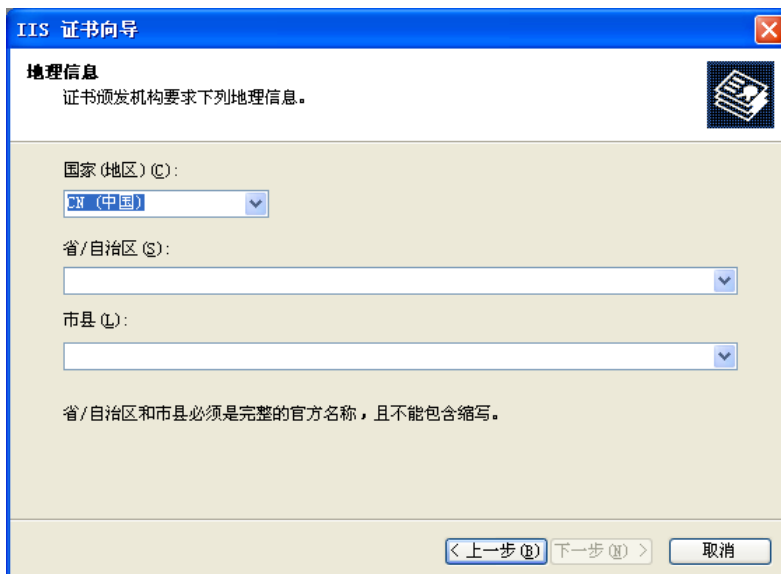 IIS 证书向导
地理信息
证书颁发机构要求下列地理信息。
国家(地区)(C):
CN (中国)
省/自治区(S):
市县(L):
省/自治区和市县必须是完整的官方名称，且不能包含缩写。
< 上一步(B) 下一步(N) > 取消